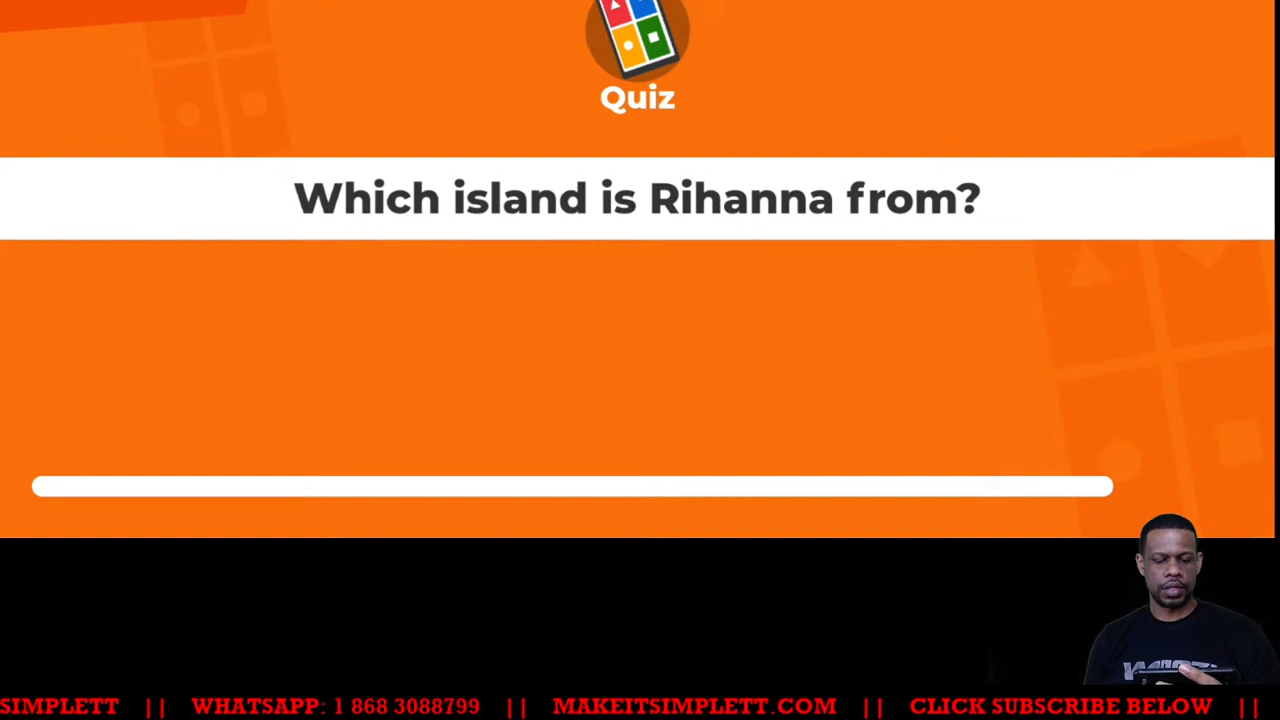 Quiz
Which island is Rihanna from?
SIMPLETT || WHATSAPP: 1 868 3088799 || MAKEITSIMPLETT.COM || CLICK SUBSCRIBE BELOW ||